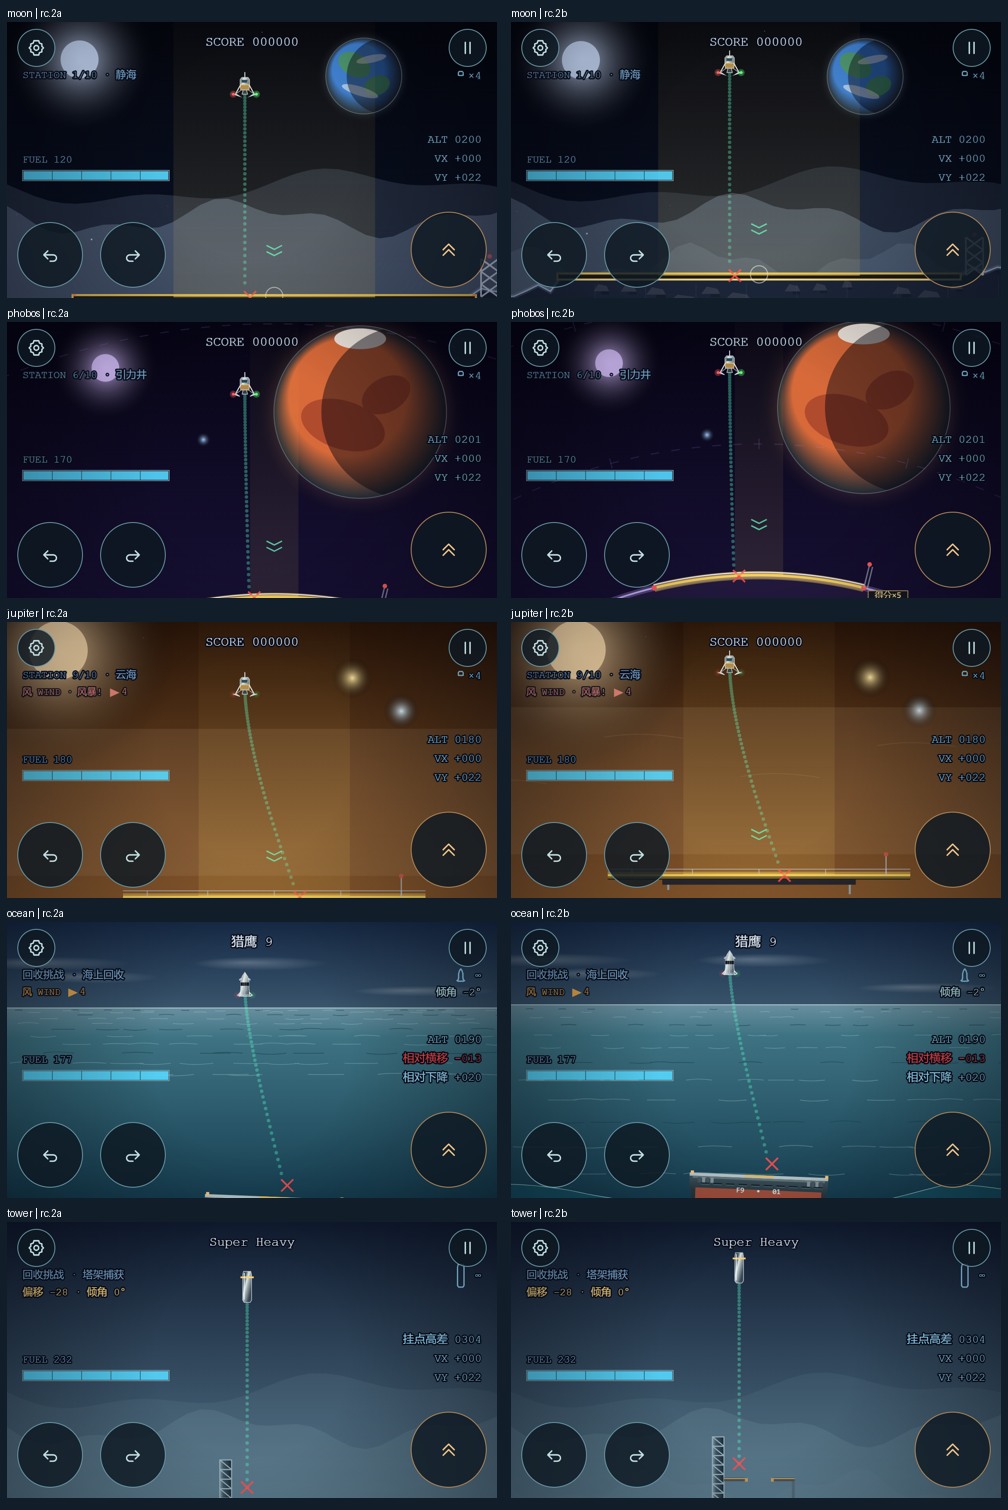 moon | rc.2a
SCORE 000000
STATION 1/10 · 静海
×4
ALT 0200
FUEL 120
VX +000
VY +022
moon | rc.2b
SCORE 000000
STATION 1/10 · 静海
×4
ALT 0200
FUEL 120
VX +000
VY +022
phobos | rc.2a
SCORE 000000
STATION 6/10 · 引力井
×4
ALT 0201
FUEL 170
VX +000
VY +022
phobos | rc.2b
SCORE 000000
STATION 6/10 · 引力井
×4
ALT 0201
FUEL 170
VX +000
VY +022
得分×5
jupiter | rc.2a
SCORE 000000
STATION 9/10 · 云海
×4
风 WIND · 风暴! ▶4
ALT 0180
FUEL 180
VX +000
VY +022
jupiter | rc.2b
SCORE 000000
STATION 9/10 · 云海
×4
风 WIND · 风暴! ▶4
ALT 0180
FUEL 180
VX +000
VY +022
ocean | rc.2a
猎鹰 9
回收挑战 · 海上回收
∞
风 WIND ▶4
倾角 -2°
ALT 0190
FUEL 177
相对横移 -013
相对下降 +020
ocean | rc.2b
猎鹰 9
回收挑战 · 海上回收
∞
风 WIND ▶4
倾角 -2°
ALT 0190
FUEL 177
相对横移 -013
相对下降 +020
F9 • 01
tower | rc.2a
Super Heavy
回收挑战 · 塔架捕获
∞
偏移 -28 · 倾角 0°
挂点高差 0304
FUEL 232
VX +000
VY +022
tower | rc.2b
Super Heavy
回收挑战 · 塔架捕获
∞
偏移 -28 · 倾角 0°
挂点高差 0304
FUEL 232
VX +000
VY +022